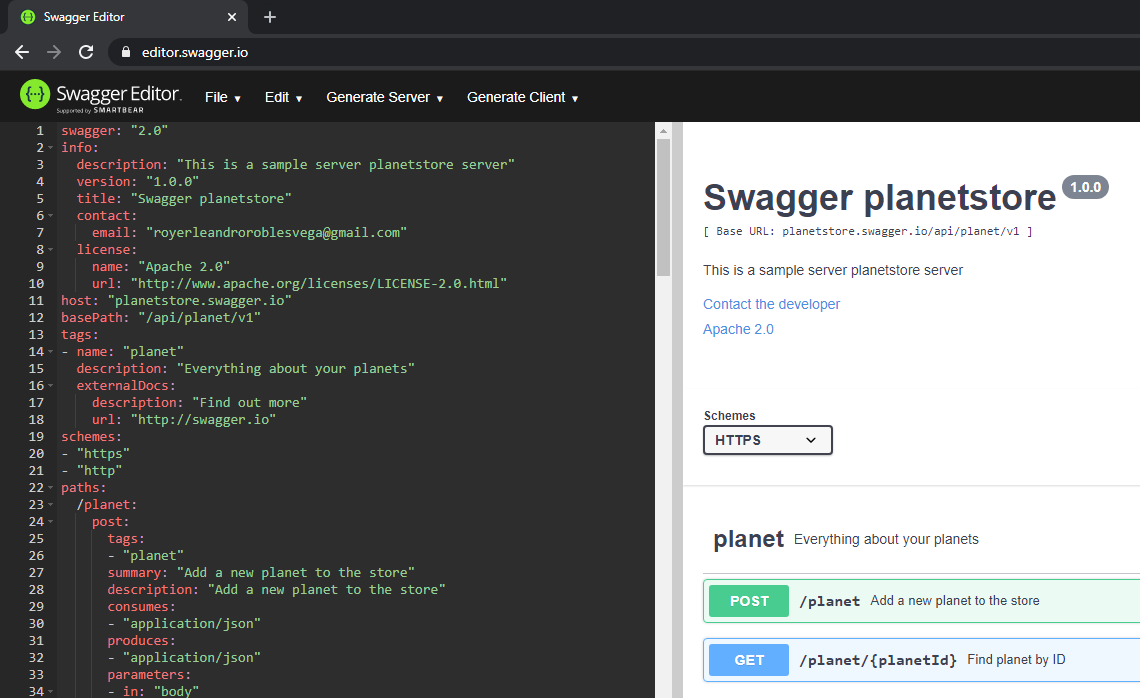 Swagger Editor
editor.swagger.io
Swagger Editor.
Supported by SMARTBEAR
File Edit Generate Server Generate Client
1 swagger: "2.0"
2 info:
3 description: "This is a sample server planetstore server"
4 version: "1.0.0"
5 title: "Swagger planetstore"
6 contact:
7 email: "royerleandroroblesvega@gmail.com"
8 license:
9 name: "Apache 2.0"
10 url: "http://www.apache.org/licenses/LICENSE-2.0.html"
11 host: "planetstore.swagger.io"
12 basePath: "/api/planet/v1"
13 tags:
14 - name: "planet"
15 description: "Everything about your planets"
16 externalDocs:
17 description: "Find out more"
18 url: "http://swagger.io"
19 schemes:
20 - "https"
21 - "http"
22 paths:
23 /planet:
24 post:
25 tags:
26 - "planet"
27 summary: "Add a new planet to the store"
28 description: "Add a new planet to the store"
29 consumes:
30 - "application/json"
31 produces:
32 - "application/json"
33 parameters:
34 - in: "body"
Swagger planetstore 1.0.0
[ Base URL: planetstore.swagger.io/api/planet/v1 ]
This is a sample server planetstore server
Contact the developer
Apache 2.0
Schemes
HTTPS
planet Everything about your planets
POST /planet Add a new planet to the store
GET /planet/{planetId} Find planet by ID